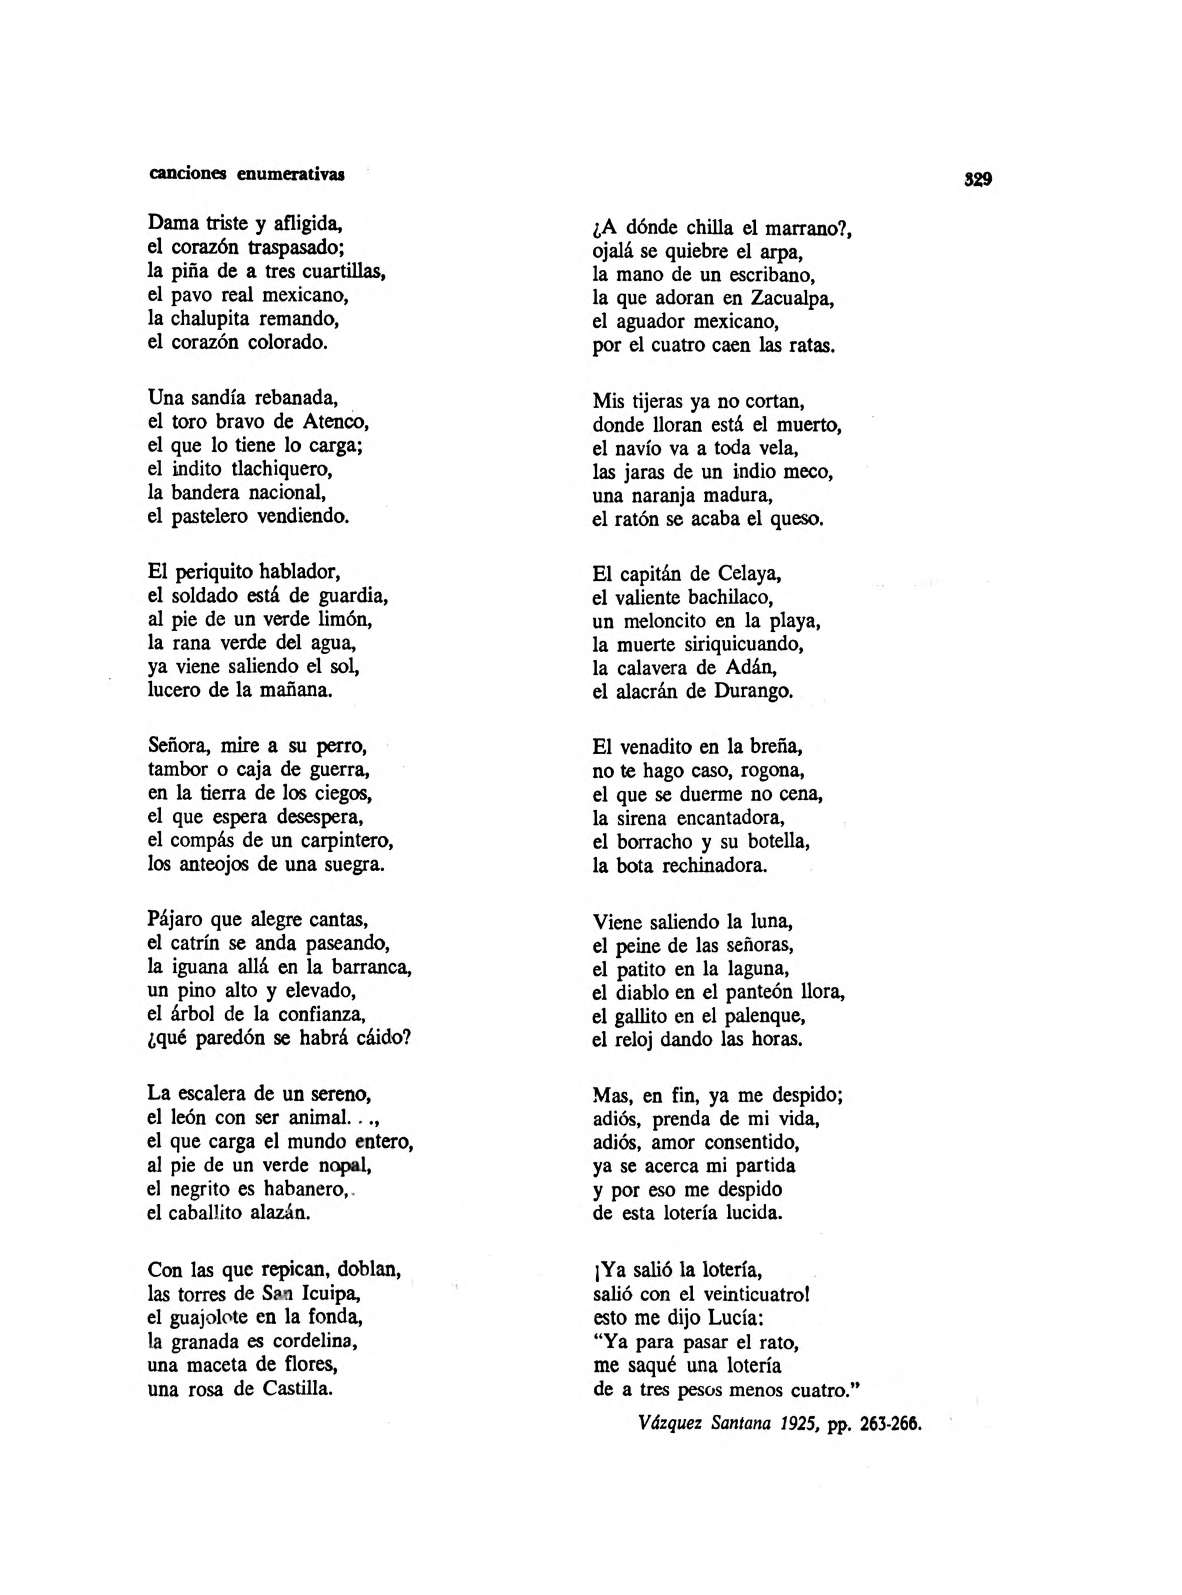 canciones enumerativas
329
Dama triste y afligida,
el corazón traspasado;
la piña de a tres cuartillas,
el pavo real mexicano,
la chalupita remando,
el corazón colorado.
Una sandía rebanada,
el toro bravo de Atenco,
el que lo tiene lo carga;
el indito tlachiquero,
la bandera nacional,
el pastelero vendiendo.
El periquito hablador,
el soldado está de guardia,
al pie de un verde limón,
la rana verde del agua,
ya viene saliendo el sol,
lucero de la mañana.
Señora, mire a su perro,
tambor o caja de guerra,
en la tierra de los ciegos,
el que espera desespera,
el compás de un carpintero,
los anteojos de una suegra.
Pájaro que alegre cantas,
el catrín se anda paseando,
la iguana allá en la barranca,
un pino alto y elevado,
el árbol de la confianza,
¿qué paredón se habrá cáido?
La escalera de un sereno,
el león con ser animal. . .,
el que carga el mundo entero,
al pie de un verde nopal,
el negrito es habanero,
el caballito alazán.
Con las que repican, doblan,
las torres de San Icuipa,
el guajolote en la fonda,
la granada es cordelina,
una maceta de flores,
una rosa de Castilla.
¿A dónde chilla el marrano?,
ojalá se quiebre el arpa,
la mano de un escribano,
la que adoran en Zacualpa,
el aguador mexicano,
por el cuatro caen las ratas.
Mis tijeras ya no cortan,
donde lloran está el muerto,
el navío va a toda vela,
las jaras de un indio meco,
una naranja madura,
el ratón se acaba el queso.
El capitán de Celaya,
el valiente bachilaco,
un meloncito en la playa,
la muerte siriquicuando,
la calavera de Adán,
el alacrán de Durango.
El venadito en la breña,
no te hago caso, rogona,
el que se duerme no cena,
la sirena encantadora,
el borracho y su botella,
la bota rechinadora.
Viene saliendo la luna,
el peine de las señoras,
el patito en la laguna,
el diablo en el panteón llora,
el gallito en el palenque,
el reloj dando las horas.
Mas, en fin, ya me despido;
adiós, prenda de mi vida,
adiós, amor consentido,
ya se acerca mi partida
y por eso me despido
de esta lotería lucida.
¡Ya salió la lotería,
salió con el veinticuatro!
esto me dijo Lucía:
“Ya para pasar el rato,
me saqué una lotería
de a tres pesos menos cuatro.”
Vázquez Santana 1925, pp. 263-266.